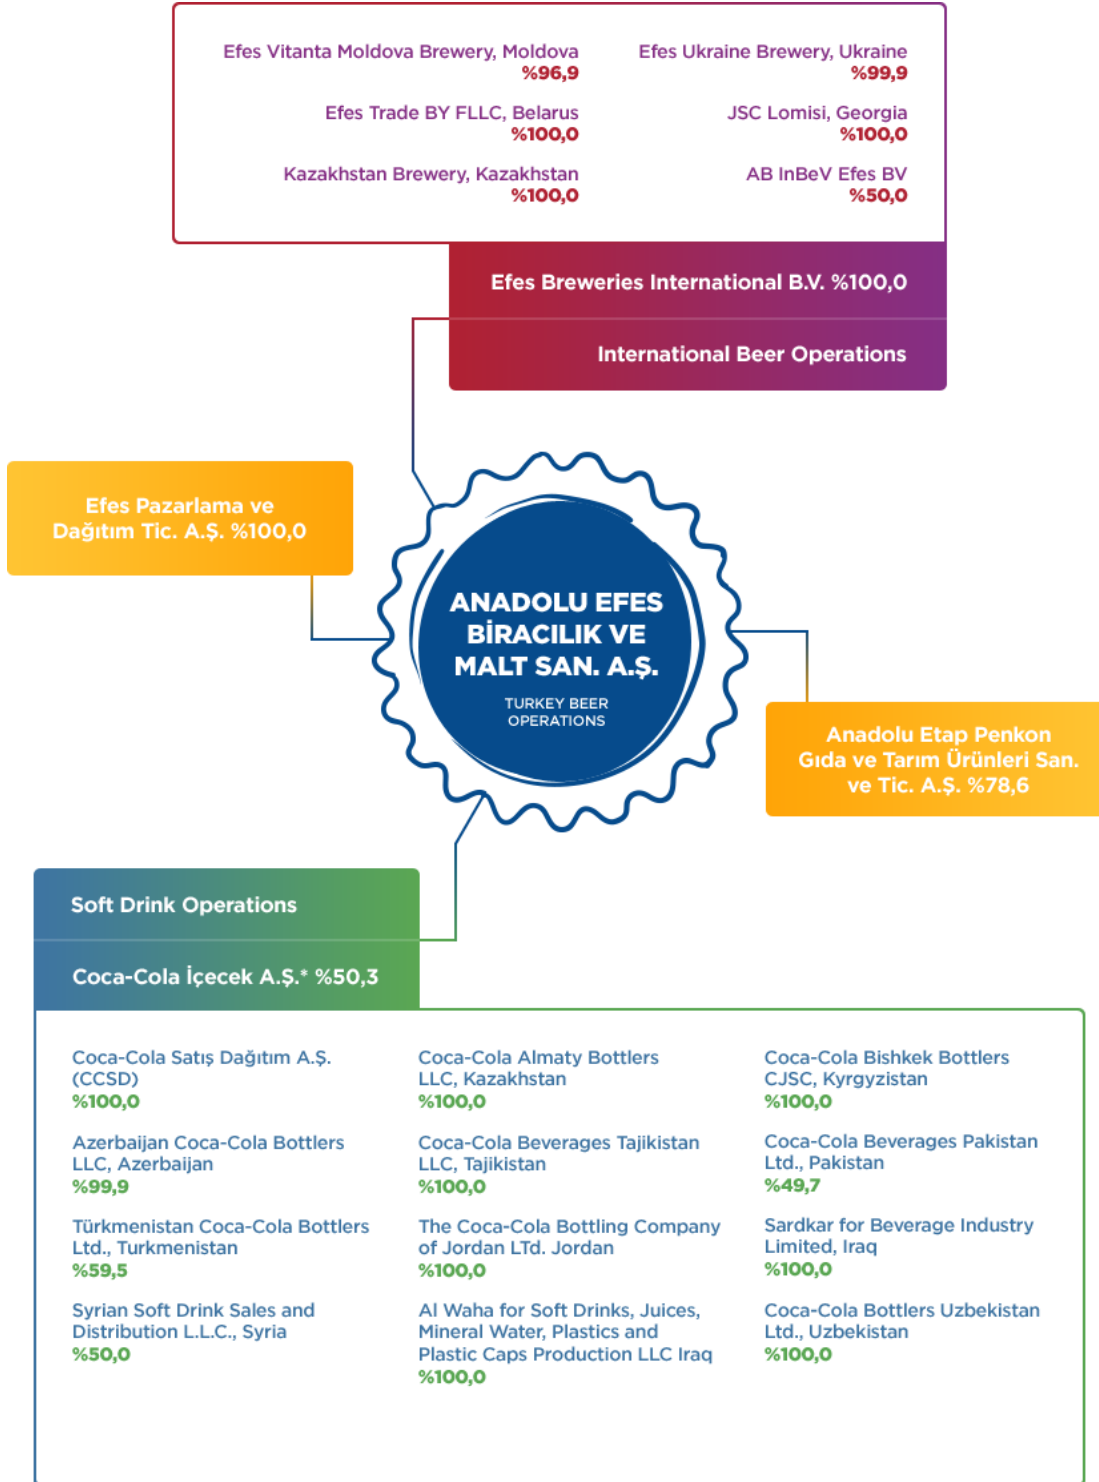 Efes Vitanta Moldova Brewery, Moldova
%96,9
Efes Ukraine Brewery, Ukraine
%99,9
Efes Trade BY FLLC, Belarus
%100,0
JSC Lomisi, Georgia
%100,0
Kazakhstan Brewery, Kazakhstan
%100,0
AB InBeV Efes BV
%50,0
Efes Breweries International B.V. %100,0
International Beer Operations
Efes Pazarlama ve
Dağıtım Tic. A.Ş. %100,0
ANADOLU EFES
BİRACILIK VE
MALT SAN. A.Ş.
TURKEY BEER
OPERATIONS
Anadolu Etap Penkon
Gıda ve Tarım Ürünleri San.
ve Tic. A.Ş. %78,6
Soft Drink Operations
Coca-Cola İçecek A.Ş.* %50,3
Coca-Cola Satış Dağıtım A.Ş.
(CCSD)
%100,0
Coca-Cola Almaty Bottlers
LLC, Kazakhstan
%100,0
Coca-Cola Bishkek Bottlers
CJSC, Kyrgyzistan
%100,0
Azerbaijan Coca-Cola Bottlers
LLC, Azerbaijan
%99,9
Coca-Cola Beverages Tajikistan
LLC, Tajikistan
%100,0
Coca-Cola Beverages Pakistan
Ltd., Pakistan
%49,7
Türkmenistan Coca-Cola Bottlers
Ltd., Turkmenistan
%59,5
The Coca-Cola Bottling Company
of Jordan LTd. Jordan
%100,0
Sardkar for Beverage Industry
Limited, Iraq
%100,0
Syrian Soft Drink Sales and
Distribution L.L.C., Syria
%50,0
Al Waha for Soft Drinks, Juices,
Mineral Water, Plastics and
Plastic Caps Production LLC Iraq
%100,0
Coca-Cola Bottlers Uzbekistan
Ltd., Uzbekistan
%100,0